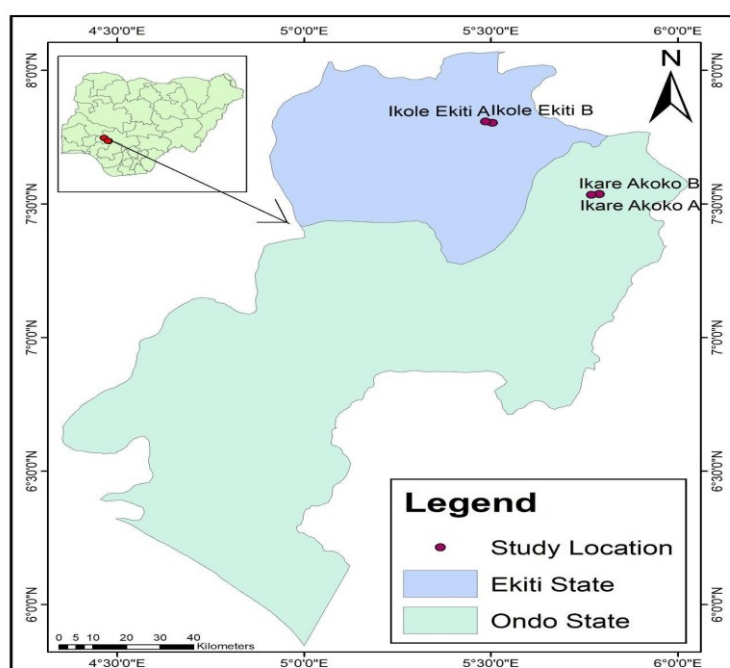 4°30'0"E 5°0'0"E 5°30'0"E 6°0'0"E
8°0'0"N 8°0'0"N
N
Ikole Ekiti A Ikole Ekiti B
Ikare Akoko B
7°30'0"N 7°30'0"N
Ikare Akoko A
7°0'0"N 7°0'0"N
6°30'0"N 6°30'0"N
Legend
Study Location
Ekiti State
Ondo State
6°0'0"N 6°0'0"N
0 5 10 20 30 40
Kilometers
4°30'0"E 5°0'0"E 5°30'0"E 6°0'0"E